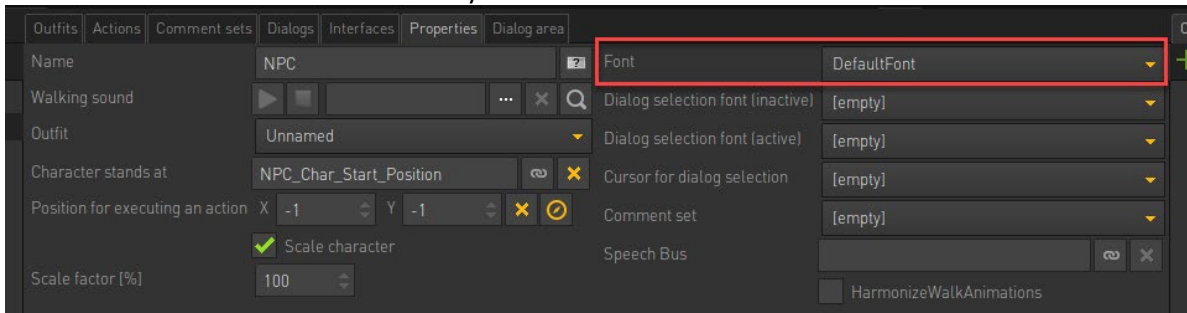 Outfits Actions Comment sets Dialogs Interfaces Properties Dialog area
Name NPC Font DefaultFont
Walking sound ... Dialog selection font (inactive) [empty]
Outfit Unnamed Dialog selection font (active) [empty]
Character stands at NPC_Char_Start_Position Cursor for dialog selection [empty]
Position for executing an action X -1 Y -1 Comment set [empty]
Scale character Speech Bus
Scale factor [%] 100 HarmonizeWalkAnimations